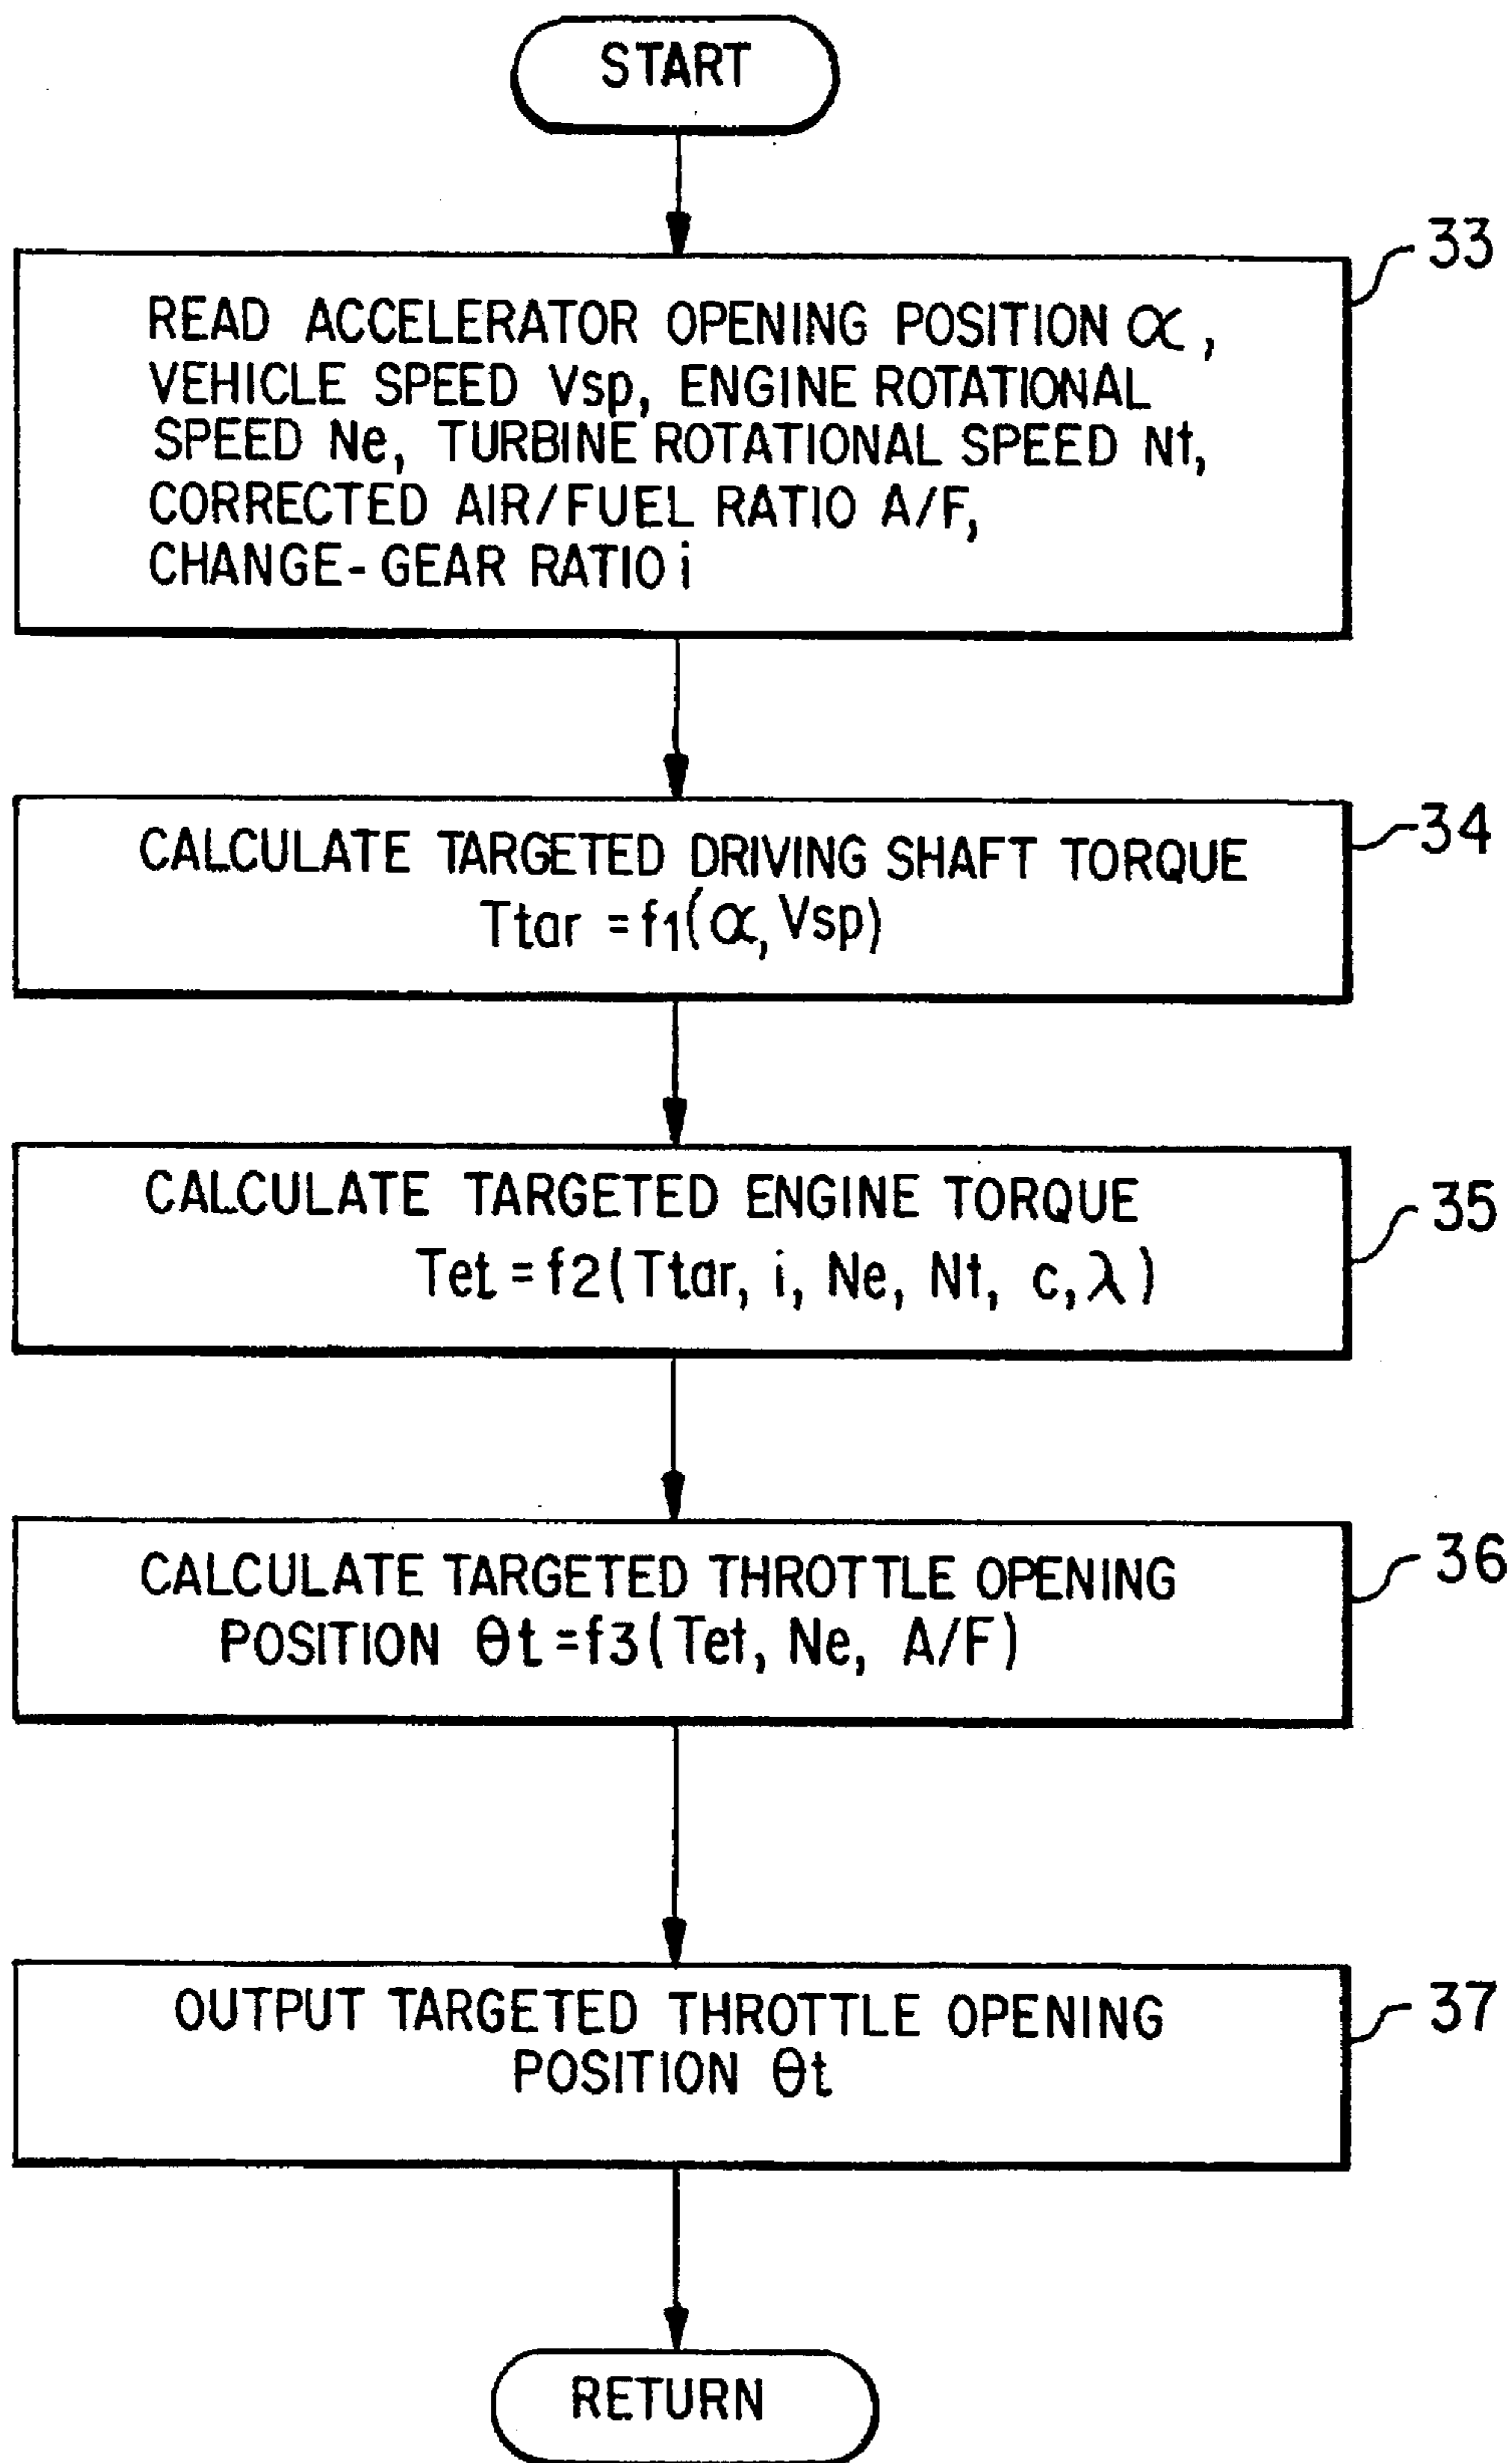 START
33
READ ACCELERATOR OPENING POSITION α,
VEHICLE SPEED Vsp, ENGINE ROTATIONAL
SPEED Ne, TURBINE ROTATIONAL SPEED Nt,
CORRECTED AIR/FUEL RATIO A/F,
CHANGE-GEAR RATIO i
34
CALCULATE TARGETED DRIVING SHAFT TORQUE
Ttar = f1(α, Vsp)
35
CALCULATE TARGETED ENGINE TORQUE
Tet = f2(Ttar, i, Ne, Nt, c, λ)
36
CALCULATE TARGETED THROTTLE OPENING
POSITION θt = f3(Tet, Ne, A/F)
37
OUTPUT TARGETED THROTTLE OPENING
POSITION θt
RETURN